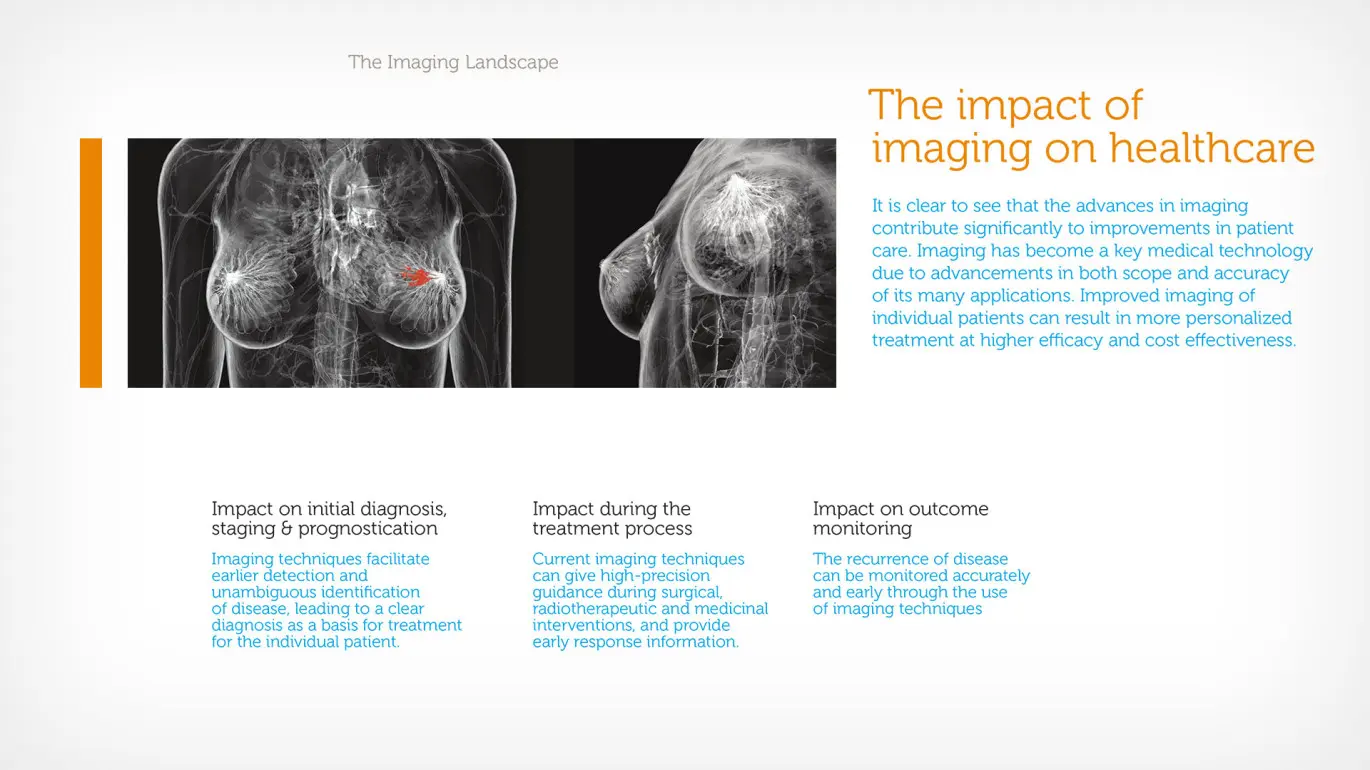 The Imaging Landscape
The impact of
imaging on healthcare
It is clear to see that the advances in imaging
contribute significantly to improvements in patient
care. Imaging has become a key medical technology
due to advancements in both scope and accuracy
of its many applications. Improved imaging of
individual patients can result in more personalized
treatment at higher efficacy and cost effectiveness.
Impact on initial diagnosis,
staging & prognostication
Imaging techniques facilitate
earlier detection and
unambiguous identification
of disease, leading to a clear
diagnosis as a basis for treatment
for the individual patient.
Impact during the
treatment process
Current imaging techniques
can give high-precision
guidance during surgical,
radiotherapeutic and medicinal
interventions, and provide
early response information.
Impact on outcome
monitoring
The recurrence of disease
can be monitored accurately
and early through the use
of imaging techniques